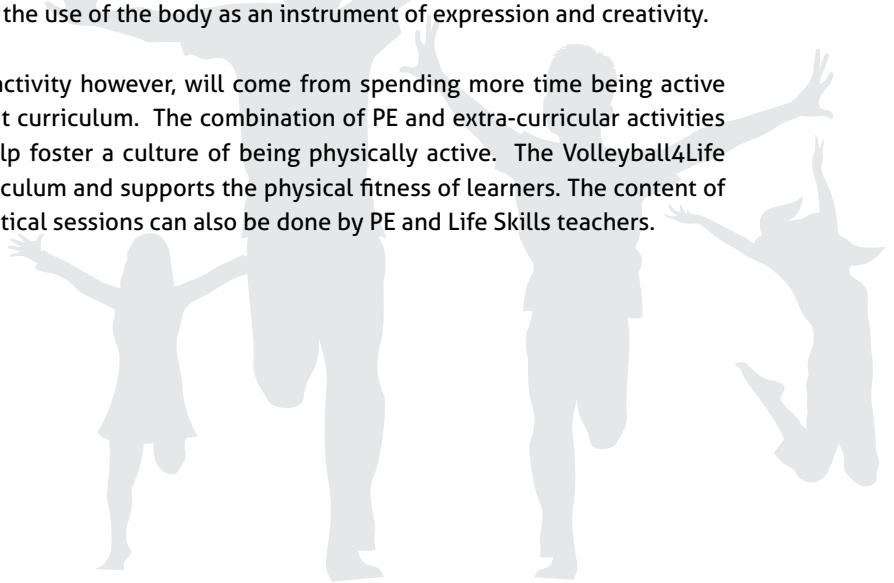 the use of the body as an instrument of expression and creativity.
activity however, will come from spending more time being active
t curriculum. The combination of PE and extra-curricular activities
lp foster a culture of being physically active. The Volleyball4Life
iculum and supports the physical fitness of learners. The content of
tical sessions can also be done by PE and Life Skills teachers.